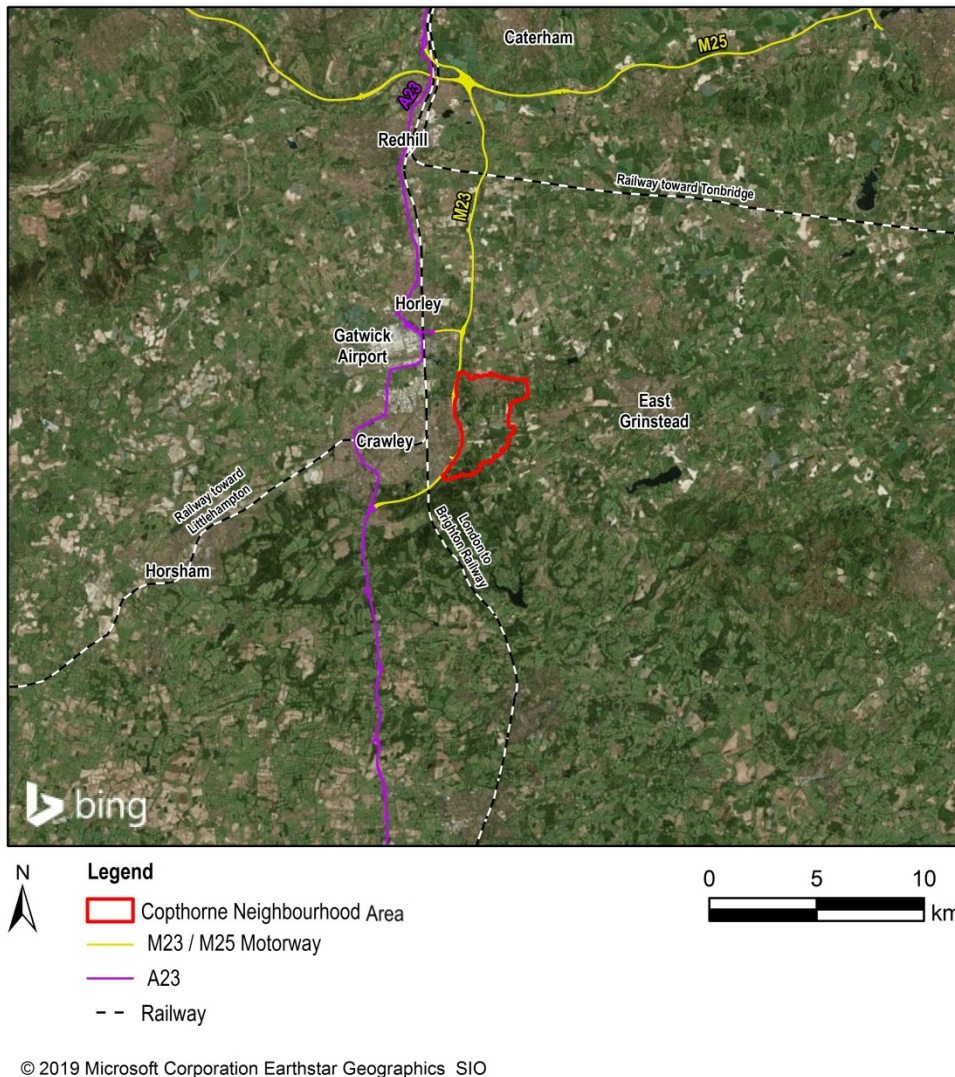 Caterham
M25
A23
Redhill
Railway toward Tonbridge
M23
Horley
Gatwick
Airport
East
Grinstead
Crawley
Railway toward
Littlehampton
London to
Brighton Railway
Horsham
bing
N
Legend
0 5 10
km
Copthorne Neighbourhood Area
M23 / M25 Motorway
A23
Railway
© 2019 Microsoft Corporation Earthstar Geographics SIO